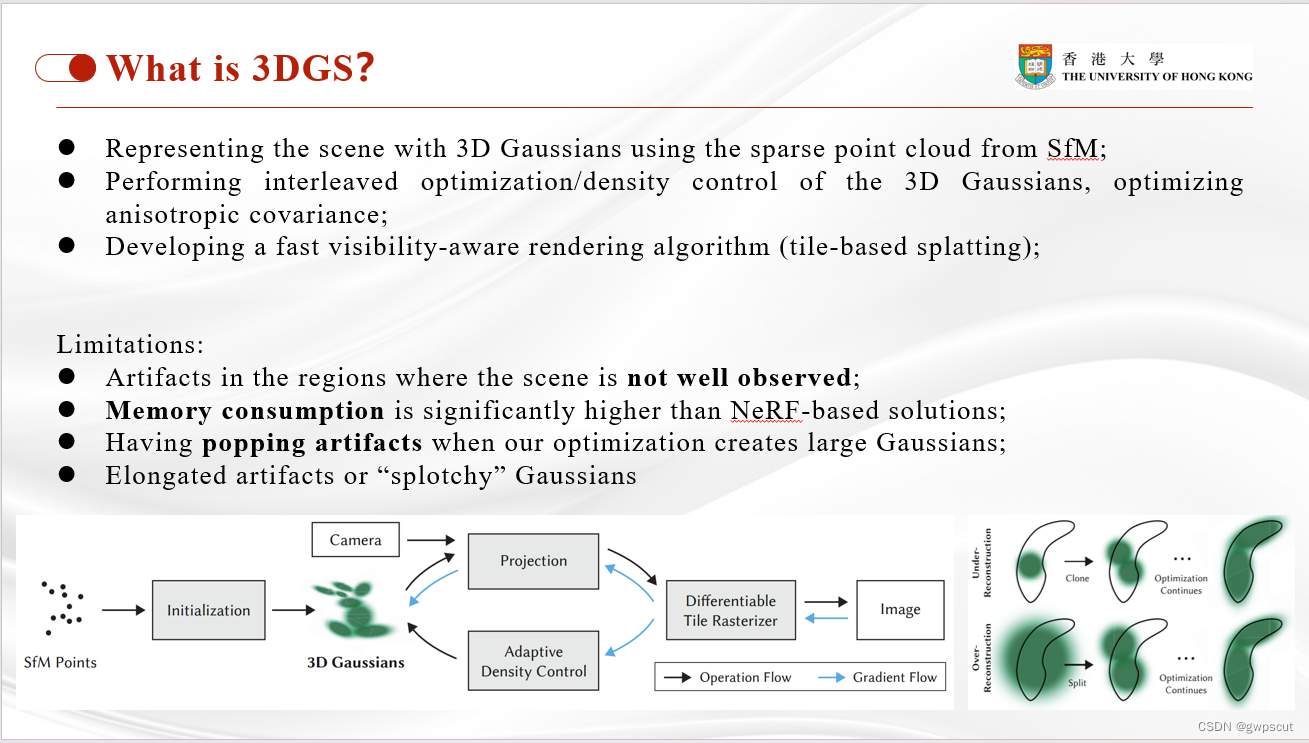 What is 3DGS?
香 港 大 學
THE UNIVERSITY OF HONG KONG
● Representing the scene with 3D Gaussians using the sparse point cloud from SfM;
● Performing interleaved optimization/density control of the 3D Gaussians, optimizing
anisotropic covariance;
● Developing a fast visibility-aware rendering algorithm (tile-based splatting);
Limitations:
● Artifacts in the regions where the scene is not well observed;
● Memory consumption is significantly higher than NeRF-based solutions;
● Having popping artifacts when our optimization creates large Gaussians;
● Elongated artifacts or “splotchy” Gaussians
SfM Points
Initialization
Camera
3D Gaussians
Projection
Adaptive
Density Control
Differentiable
Tile Rasterizer
Image
Operation Flow
Gradient Flow
Under-
Reconstruction
Clone
...
Optimization
Continues
Over-
Reconstruction
Split
...
Optimization
Continues
CSDN @gwpscut